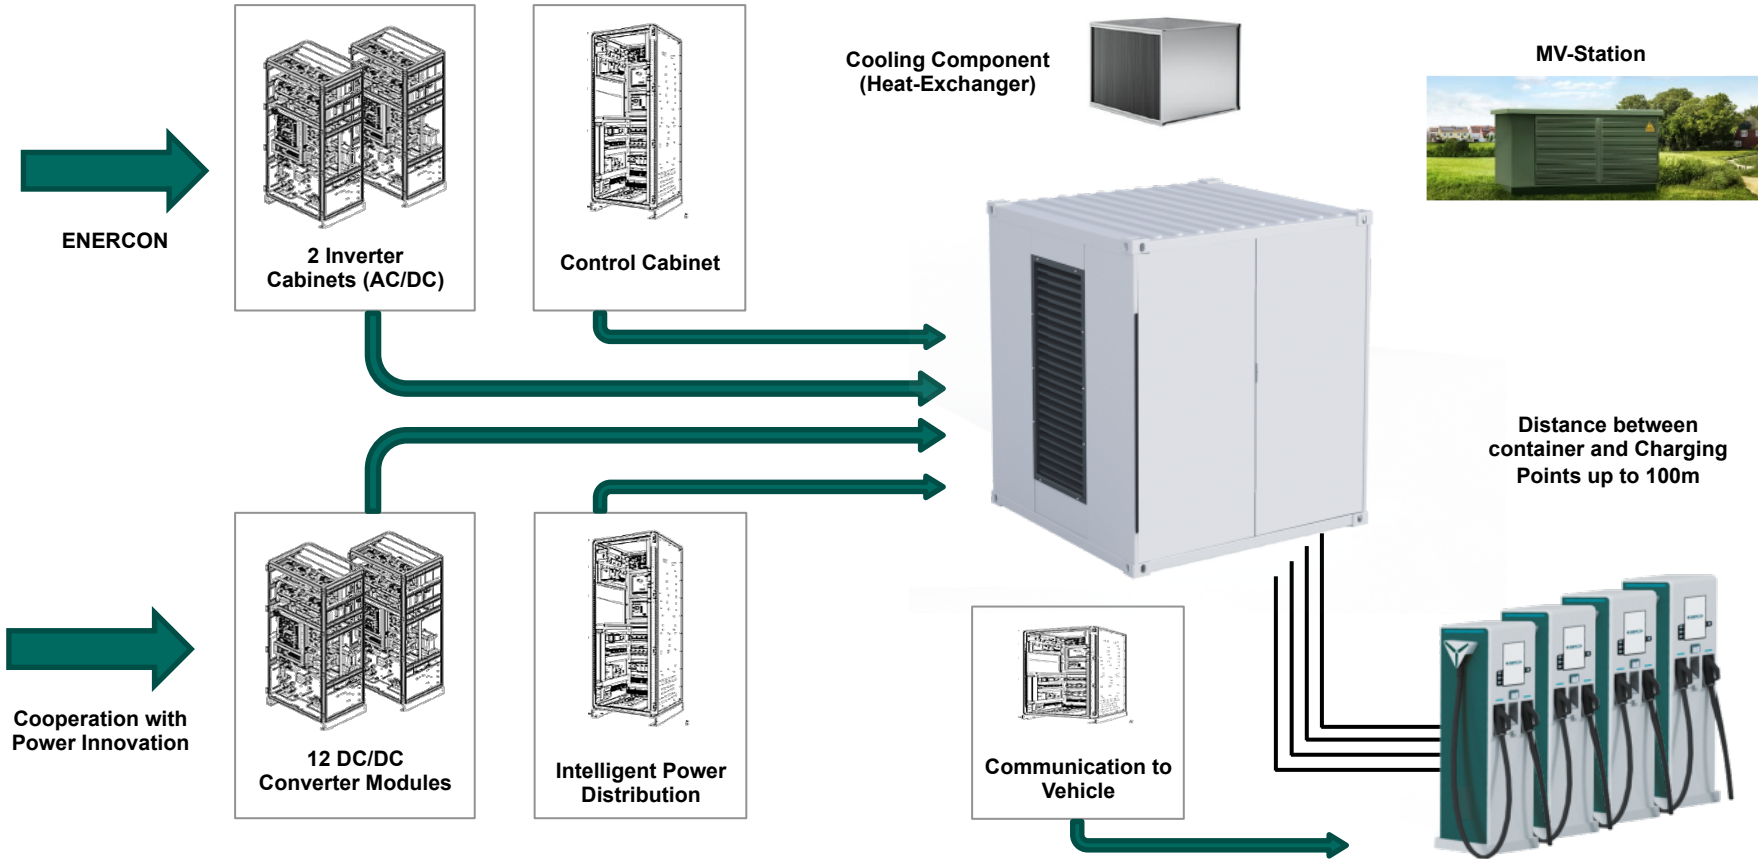 Cooling Component
(Heat-Exchanger)
MV-Station
ENERCON
2 Inverter
Cabinets (AC/DC)
Control Cabinet
Distance between
container and Charging
Points up to 100m
Cooperation with
Power Innovation
12 DC/DC
Converter Modules
Intelligent Power
Distribution
Communication to
Vehicle